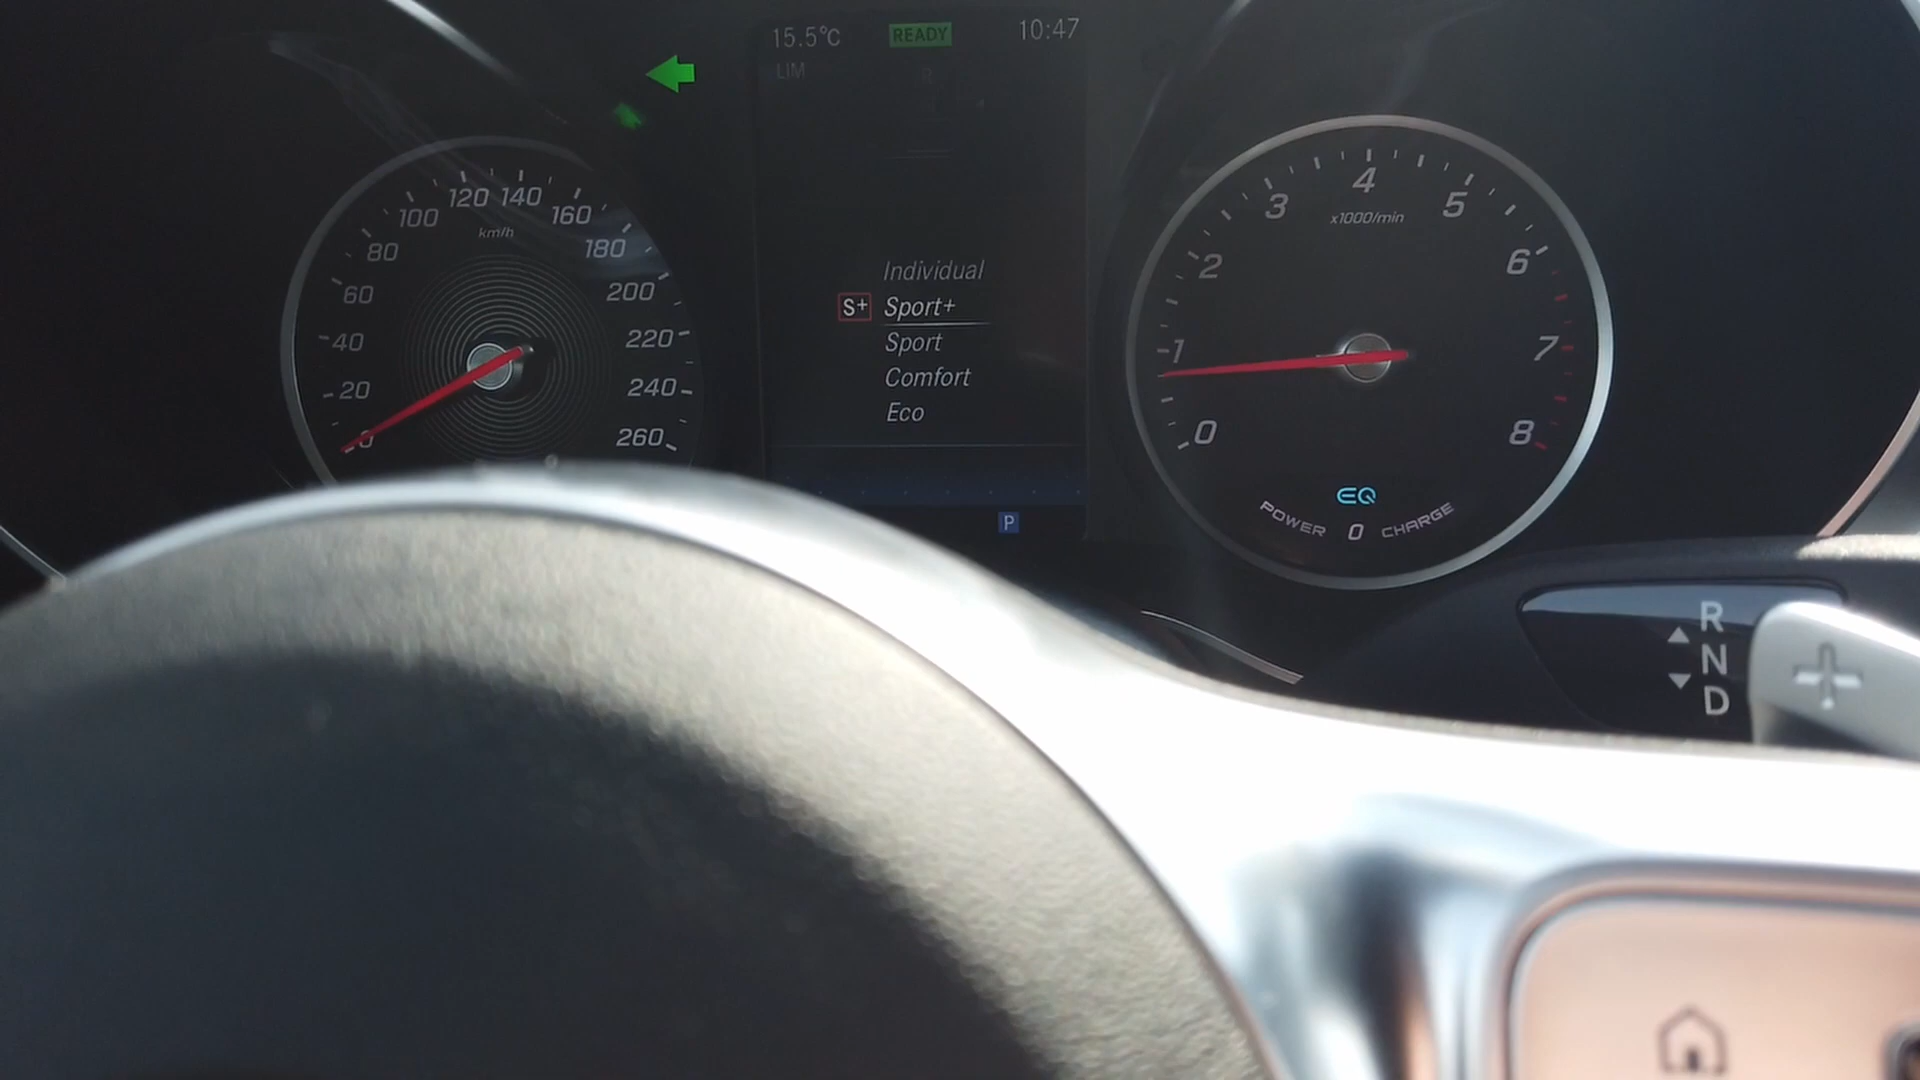 15.5°C READY 10:47
LIM
R
120 140
100 160
km/h
80 180
60 200
40 220
20 240
0 260
Individual
S+ Sport+
Sport
Comfort
Eco
P
4
3 5
x1000/min
2 6
1 7
0 8
EQ
POWER 0 CHARGE
R
N
D